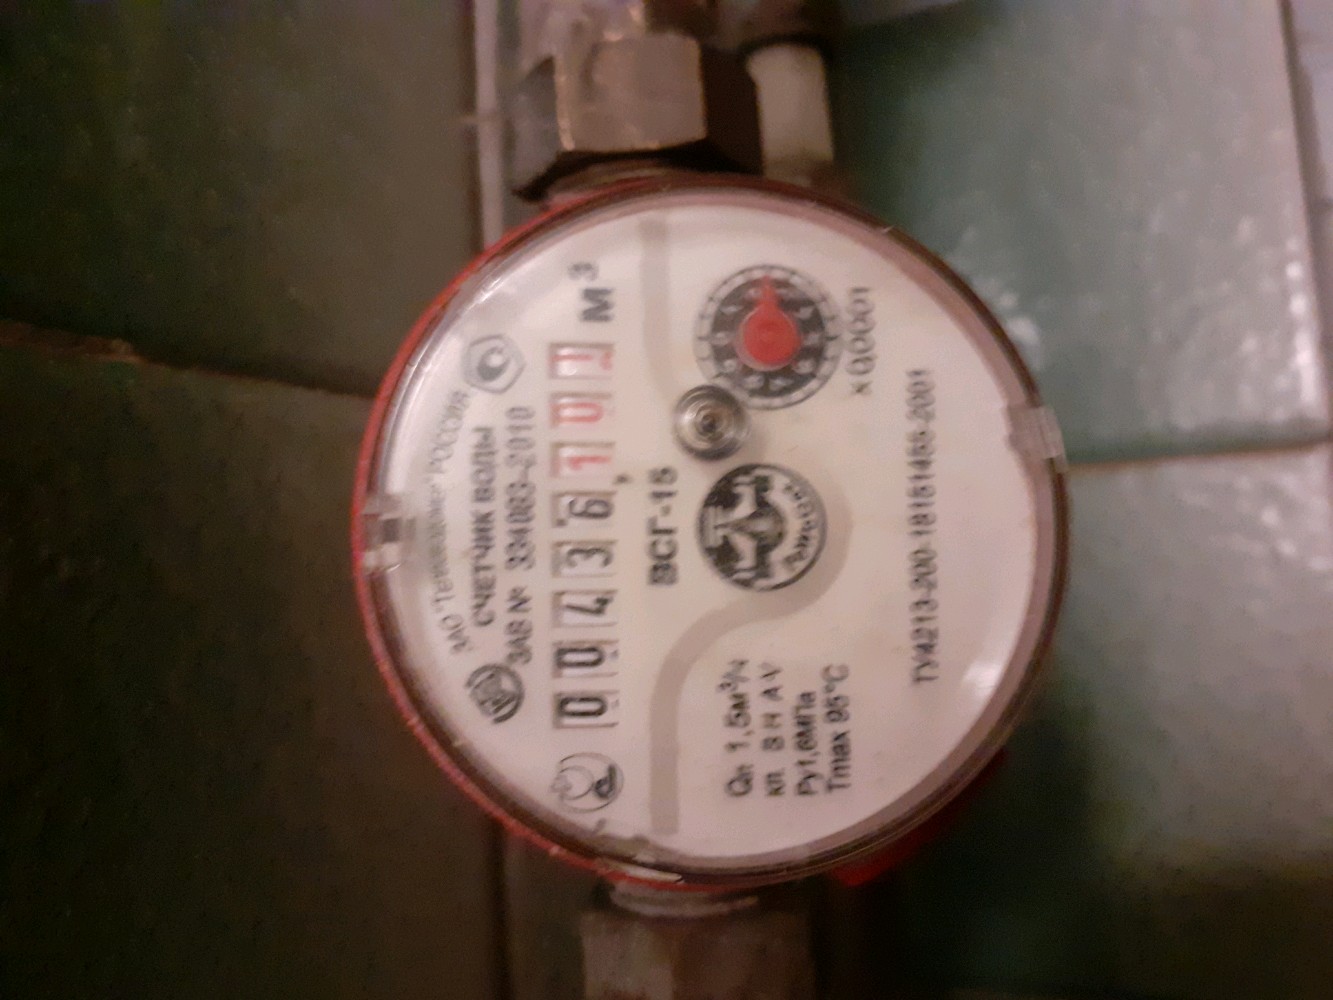 ЗАО "Тепловодомер" РОССИЯ
СЧЕТЧИК ВОДЫ
ЗАВ № 334083-2010
00436,101 м³
ВСГ-15
Qn 1,5м³/ч
кл. В-Н А-V
Ру1,6МПа
Tmax 95°C
х 0,0001
ТУ4213-200-18151455-2001